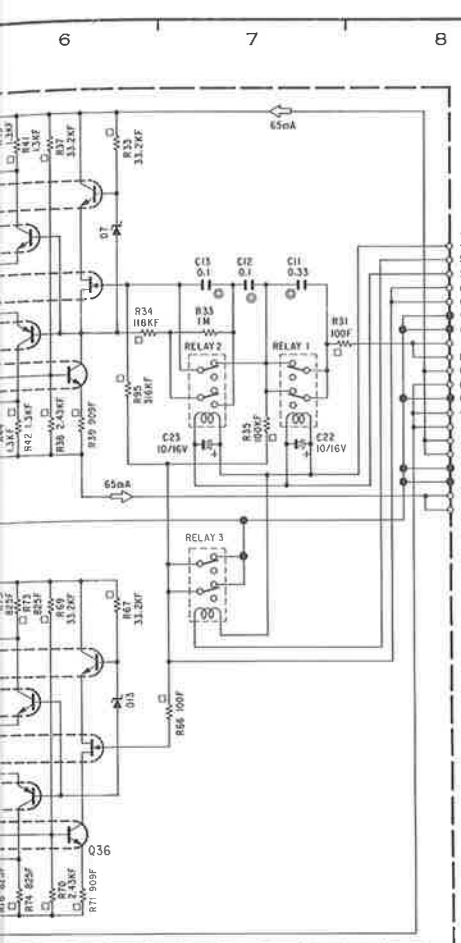 6
7
8
65mA
R41
1.3KF
R37
33.2KF
R33
33.2KF
D7
C13
0.1
C12
0.1
C11
0.33
R34
118KF
R33
1M
R31
100F
RELAY 2
RELAY 1
R95
316KF
R35
100KF
C23
10/16V
C22
10/16V
1.3KF
R42 1.3KF
R38 2.43KF
R39 909F
65mA
RELAY 3
825F
R73
825F
R69
33.2KF
R67
33.2KF
D13
R66 100F
Q36
R74 825F
R70
2.43KF
R71 909F